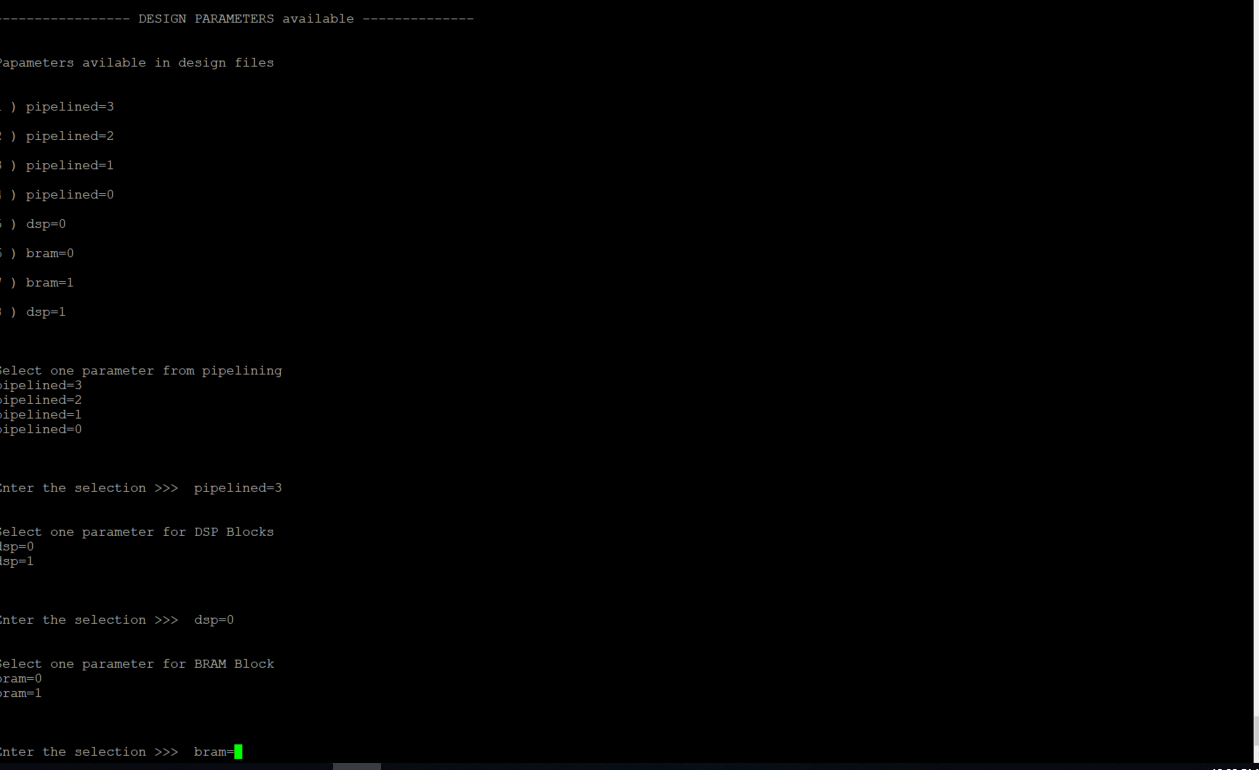 ----------------- DESIGN PARAMETERS available --------------
Papameters avilable in design files
) pipelined=3
2 ) pipelined=2
3 ) pipelined=1
) pipelined=0
5 ) dsp=0
6 ) bram=0
7 ) bram=1
8 ) dsp=1
Select one parameter from pipelining
pipelined=3
pipelined=2
pipelined=1
pipelined=0
Enter the selection >>>  pipelined=3
Select one parameter for DSP Blocks
dsp=0
dsp=1
Enter the selection >>>  dsp=0
Select one parameter for BRAM Block
bram=0
bram=1
Enter the selection >>>  bram=